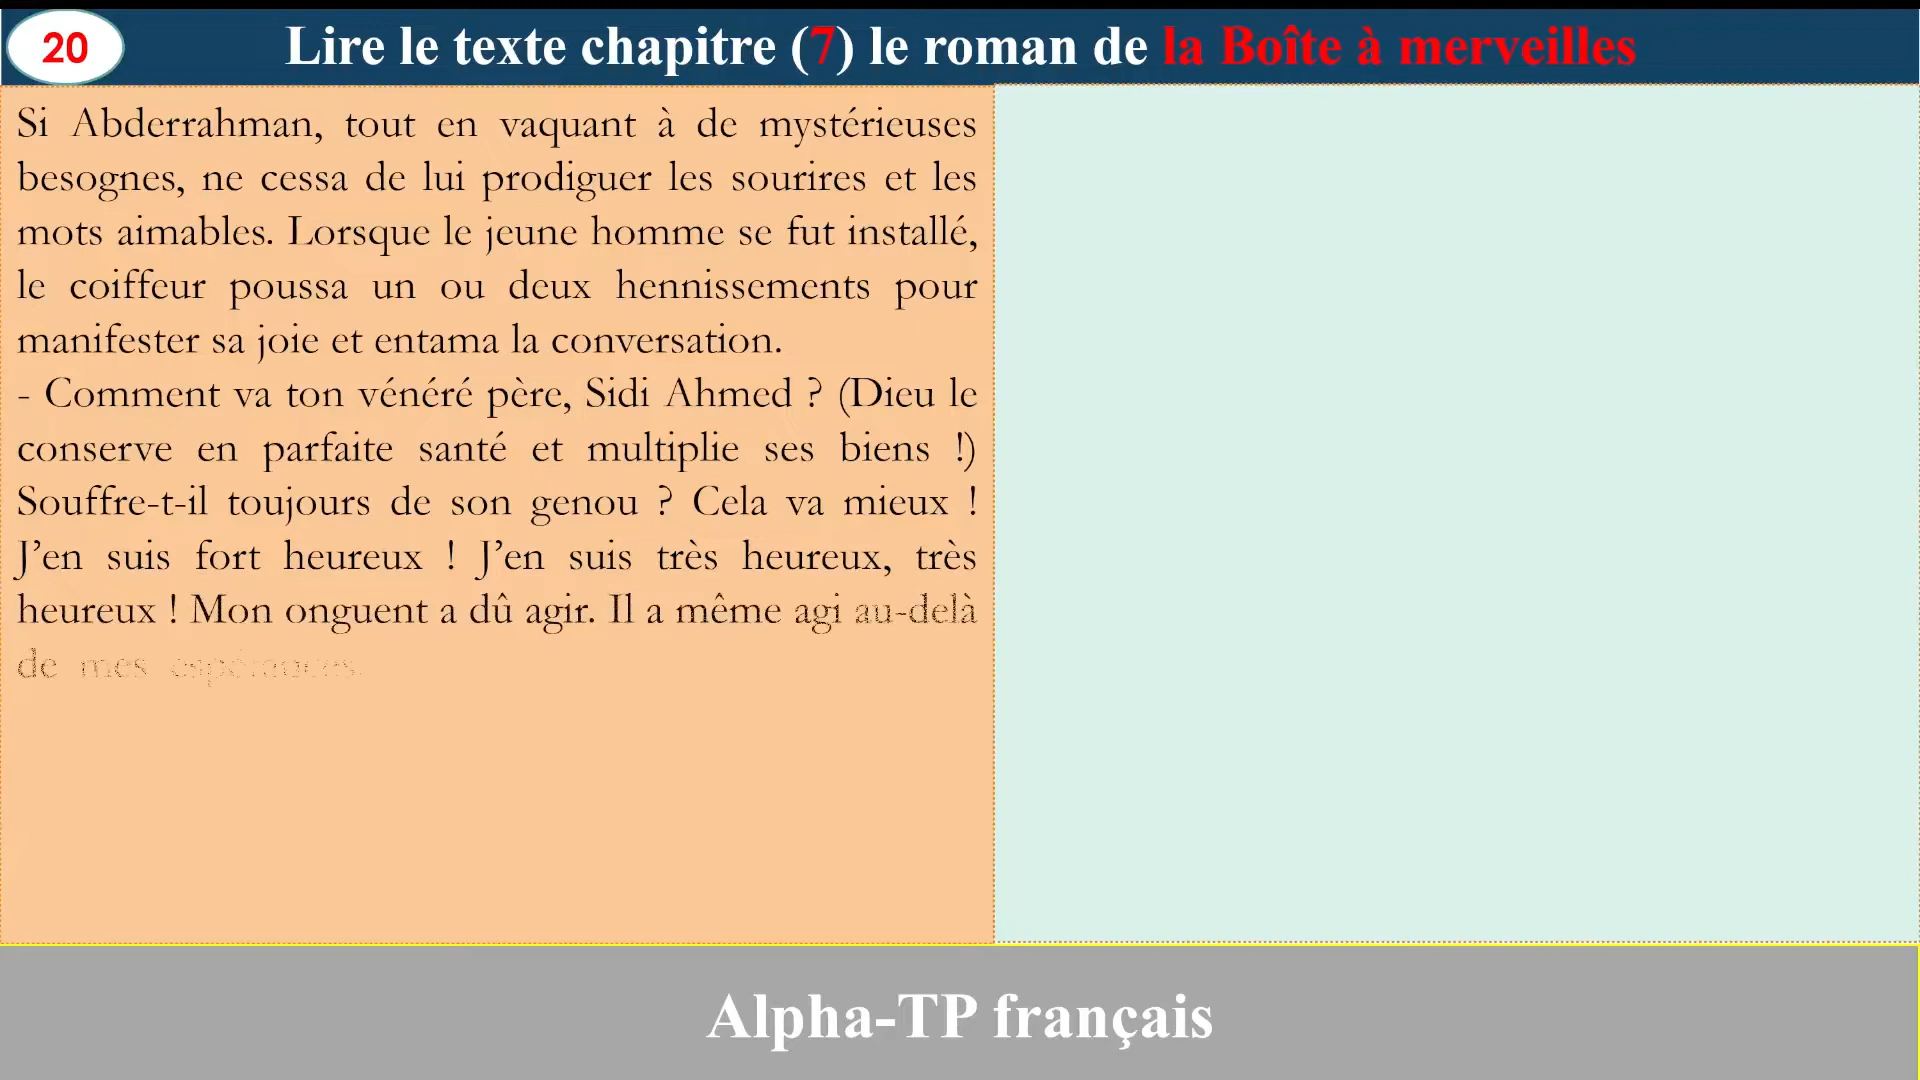 20
Lire le texte chapitre (7) le roman de la Boîte à merveilles
Si Abderrahman, tout en vaquant à de mystérieuses
besognes, ne cessa de lui prodiguer les sourires et les
mots aimables. Lorsque le jeune homme se fut installé,
le coiffeur poussa un ou deux hennissements pour
manifester sa joie et entama la conversation.
- Comment va ton vénéré père, Sidi Ahmed ? (Dieu le
conserve en parfaite santé et multiplie ses biens !)
Souffre-t-il toujours de son genou ? Cela va mieux !
J’en suis fort heureux ! J’en suis très heureux, très
heureux ! Mon onguent a dû agir. Il a même agi au-delà
de mes espérances.
Alpha-TP français